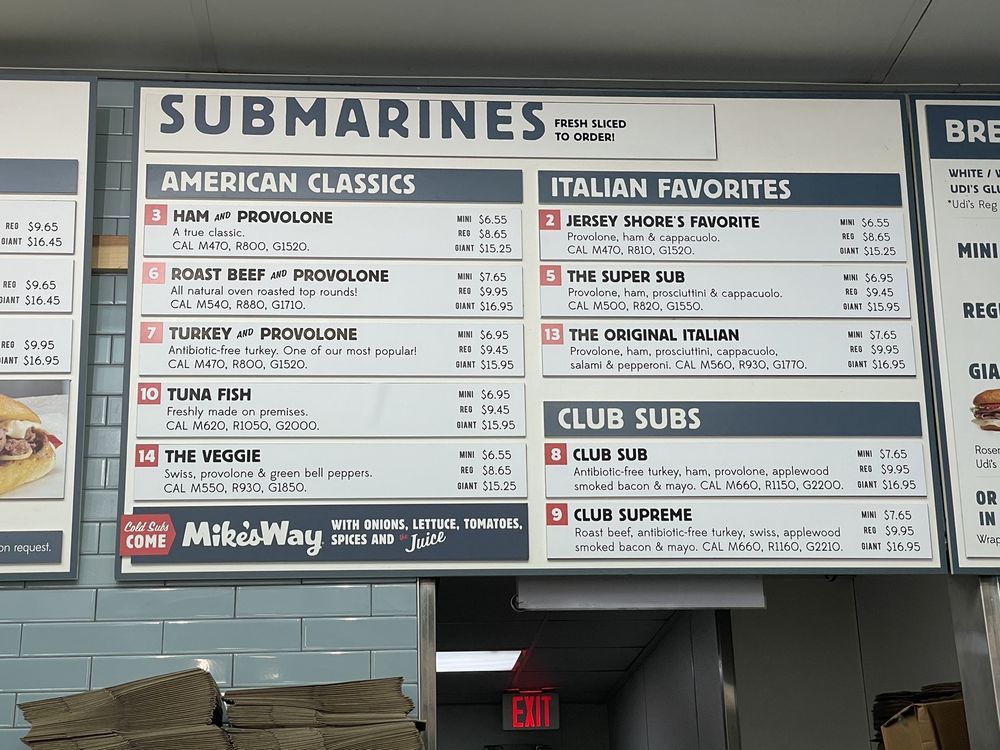 REG $9.65
GIANT $16.45
REG $9.65
GIANT $16.45
REG $9.95
GIANT $16.95
on request.
SUBMARINES
FRESH SLICED
TO ORDER!
AMERICAN CLASSICS
3 HAM AND PROVOLONE MINI $6.55
A true classic. REG $8.65
CAL M470, R800, G1520. GIANT $15.25
6 ROAST BEEF AND PROVOLONE MINI $7.65
All natural oven roasted top rounds! REG $9.95
CAL M540, R880, G1710. GIANT $16.95
7 TURKEY AND PROVOLONE MINI $6.95
Antibiotic-free turkey. One of our most popular! REG $9.45
CAL M470, R800, G1520. GIANT $15.95
10 TUNA FISH MINI $6.95
Freshly made on premises. REG $9.45
CAL M620, R1050, G2000. GIANT $15.95
14 THE VEGGIE MINI $6.55
Swiss, provolone & green bell peppers. REG $8.65
CAL M550, R930, G1850. GIANT $15.25
Cold Subs
COME
Mike's Way
WITH ONIONS, LETTUCE, TOMATOES,
SPICES AND the Juice
ITALIAN FAVORITES
2 JERSEY SHORE'S FAVORITE MINI $6.55
Provolone, ham & cappacuolo. REG $8.65
CAL M470, R810, G1520. GIANT $15.25
5 THE SUPER SUB MINI $6.95
Provolone, ham, prosciuttini & cappacuolo. REG $9.45
CAL M500, R820, G1550. GIANT $15.95
13 THE ORIGINAL ITALIAN MINI $7.65
Provolone, ham, prosciuttini, cappacuolo, REG $9.95
salami & pepperoni. CAL M560, R930, G1770. GIANT $16.95
CLUB SUBS
8 CLUB SUB MINI $7.65
Antibiotic-free turkey, ham, provolone, applewood REG $9.95
smoked bacon & mayo. CAL M660, R1150, G2200. GIANT $16.95
9 CLUB SUPREME MINI $7.65
Roast beef, antibiotic-free turkey, swiss, applewood REG $9.95
smoked bacon & mayo. CAL M660, R1160, G2210. GIANT $16.95
BRE
WHITE / W
UDI'S GLU
*Udi's Reg
MINI
REG
GIA
Roser
Udi's
OR
IN
Wrap
EXIT